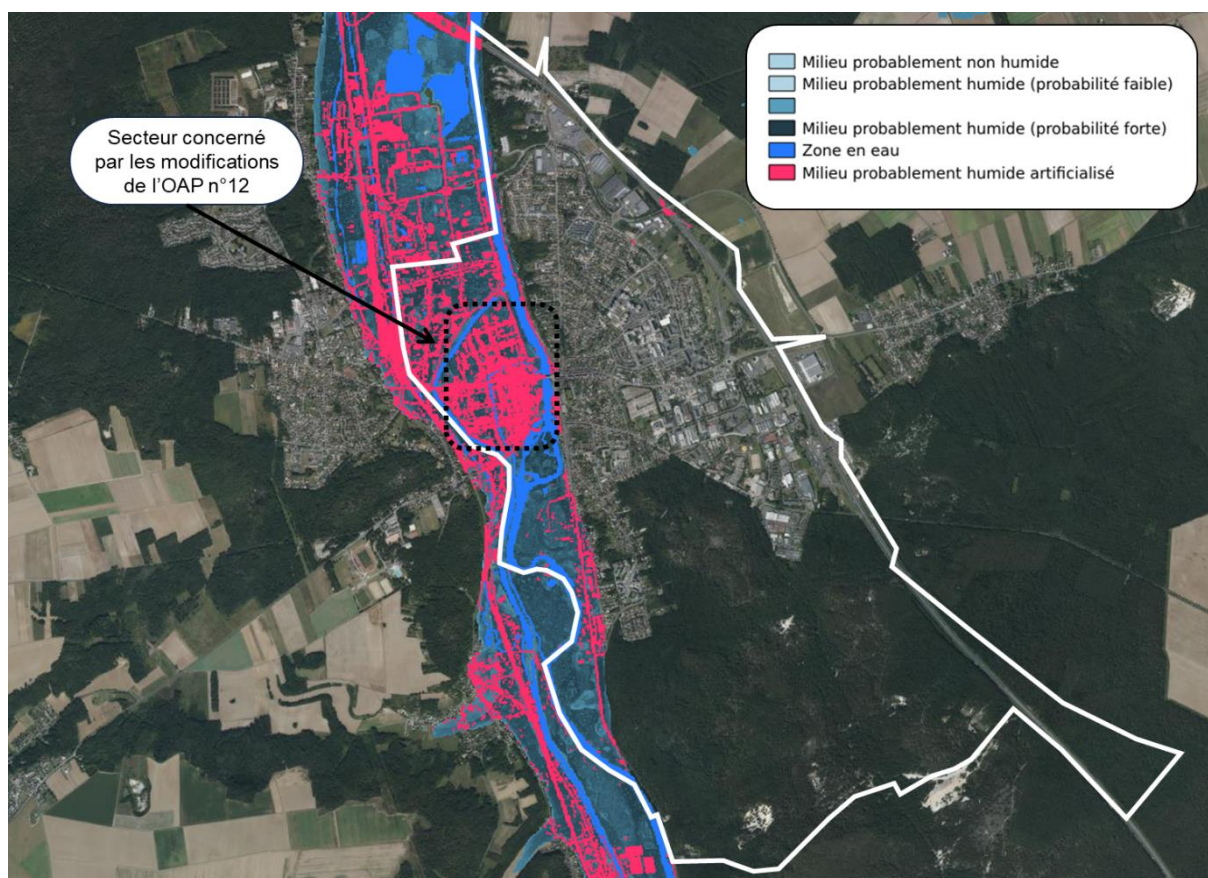 Secteur concerné
par les modifications
de l’OAP n°12
Milieu probablement non humide
Milieu probablement humide (probabilité faible)
Milieu probablement humide (probabilité forte)
Zone en eau
Milieu probablement humide artificialisé